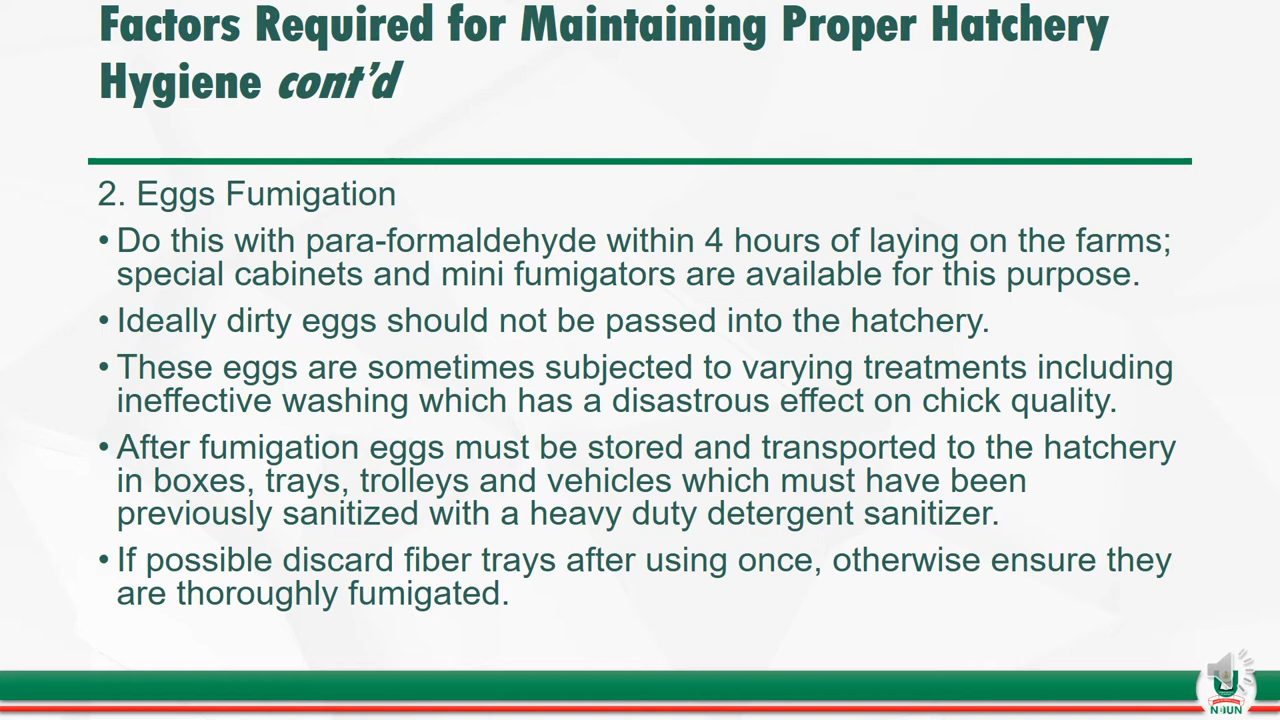 Factors Required for Maintaining Proper Hatchery
Hygiene cont’d
2. Eggs Fumigation
• Do this with para-formaldehyde within 4 hours of laying on the farms;
special cabinets and mini fumigators are available for this purpose.
• Ideally dirty eggs should not be passed into the hatchery.
• These eggs are sometimes subjected to varying treatments including
ineffective washing which has a disastrous effect on chick quality.
• After fumigation eggs must be stored and transported to the hatchery
in boxes, trays, trolleys and vehicles which must have been
previously sanitized with a heavy duty detergent sanitizer.
• If possible discard fiber trays after using once, otherwise ensure they
are thoroughly fumigated.